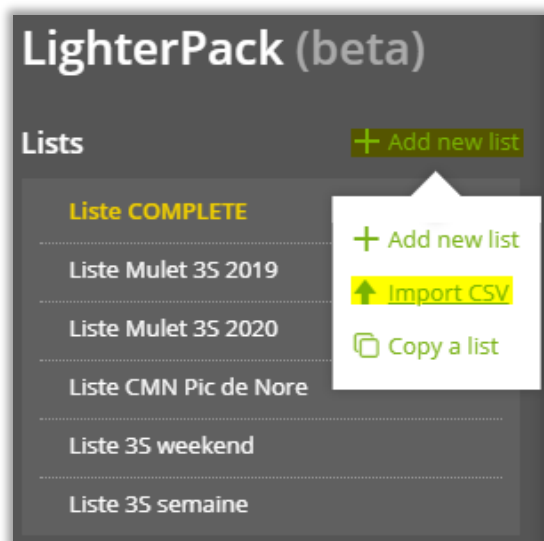 LighterPack (beta)
Lists
+ Add new list
Liste COMPLETE
Liste Mulet 3S 2019
Liste Mulet 3S 2020
Liste CMN Pic de Nore
Liste 3S weekend
Liste 3S semaine
+ Add new list
Import CSV
Copy a list